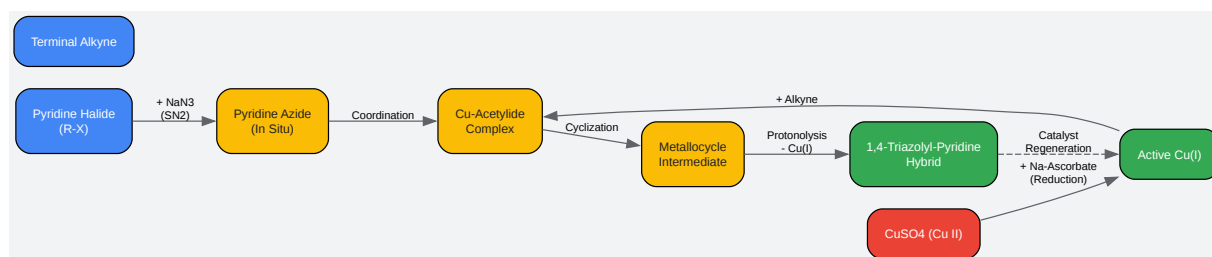 Terminal Alkyne
Pyridine Halide
(R-X)
+ NaN3
(SN2)
Pyridine Azide
(In Situ)
Coordination
Cu-Acetylide
Complex
+ Alkyne
Cyclization
Metallocycle
Intermediate
Protonolysis
- Cu(I)
1,4-Triazolyl-Pyridine
Hybrid
Catalyst
Regeneration
+ Na-Ascorbate
(Reduction)
Active Cu(I)
CuSO4 (Cu II)